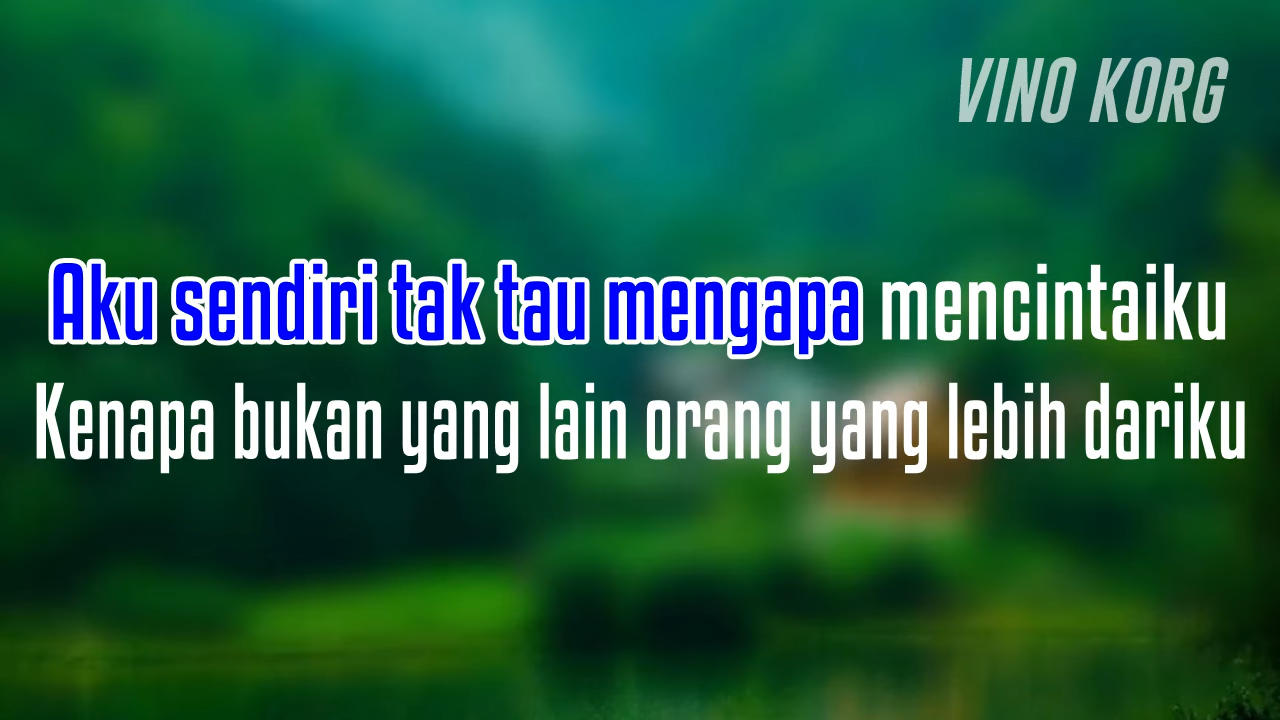 VINO KORG
Aku sendiri tak tau mengapa mencintaiku
Kenapa bukan yang lain orang yang lebih dariku